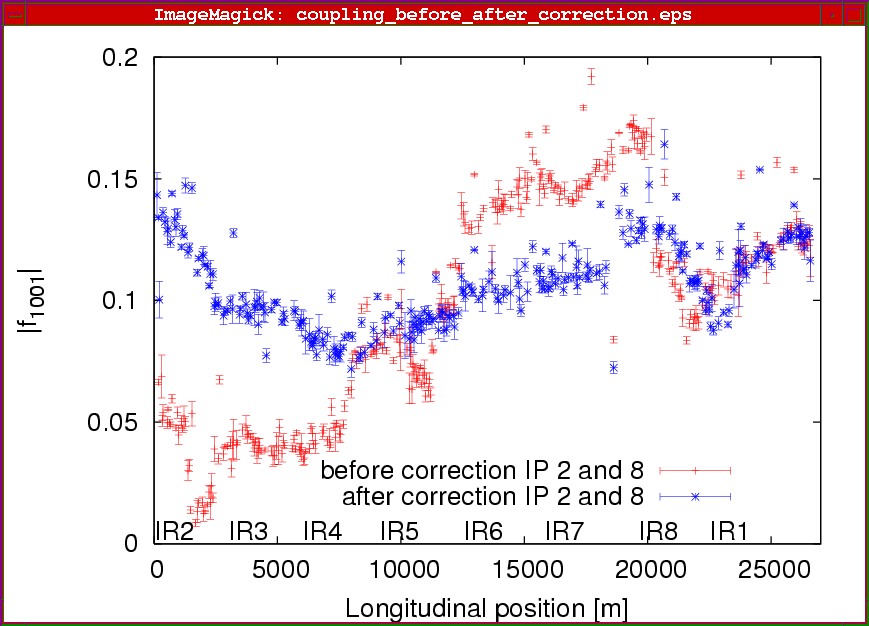 ImageMagick: coupling_before_after_correction.eps
0.2
0.15
0.1
0.05
0
|f1001|
before correction IP 2 and 8
after correction IP 2 and 8
IR2 IR3 IR4 IR5 IR6 IR7 IR8 IR1
0 5000 10000 15000 20000 25000
Longitudinal position [m]